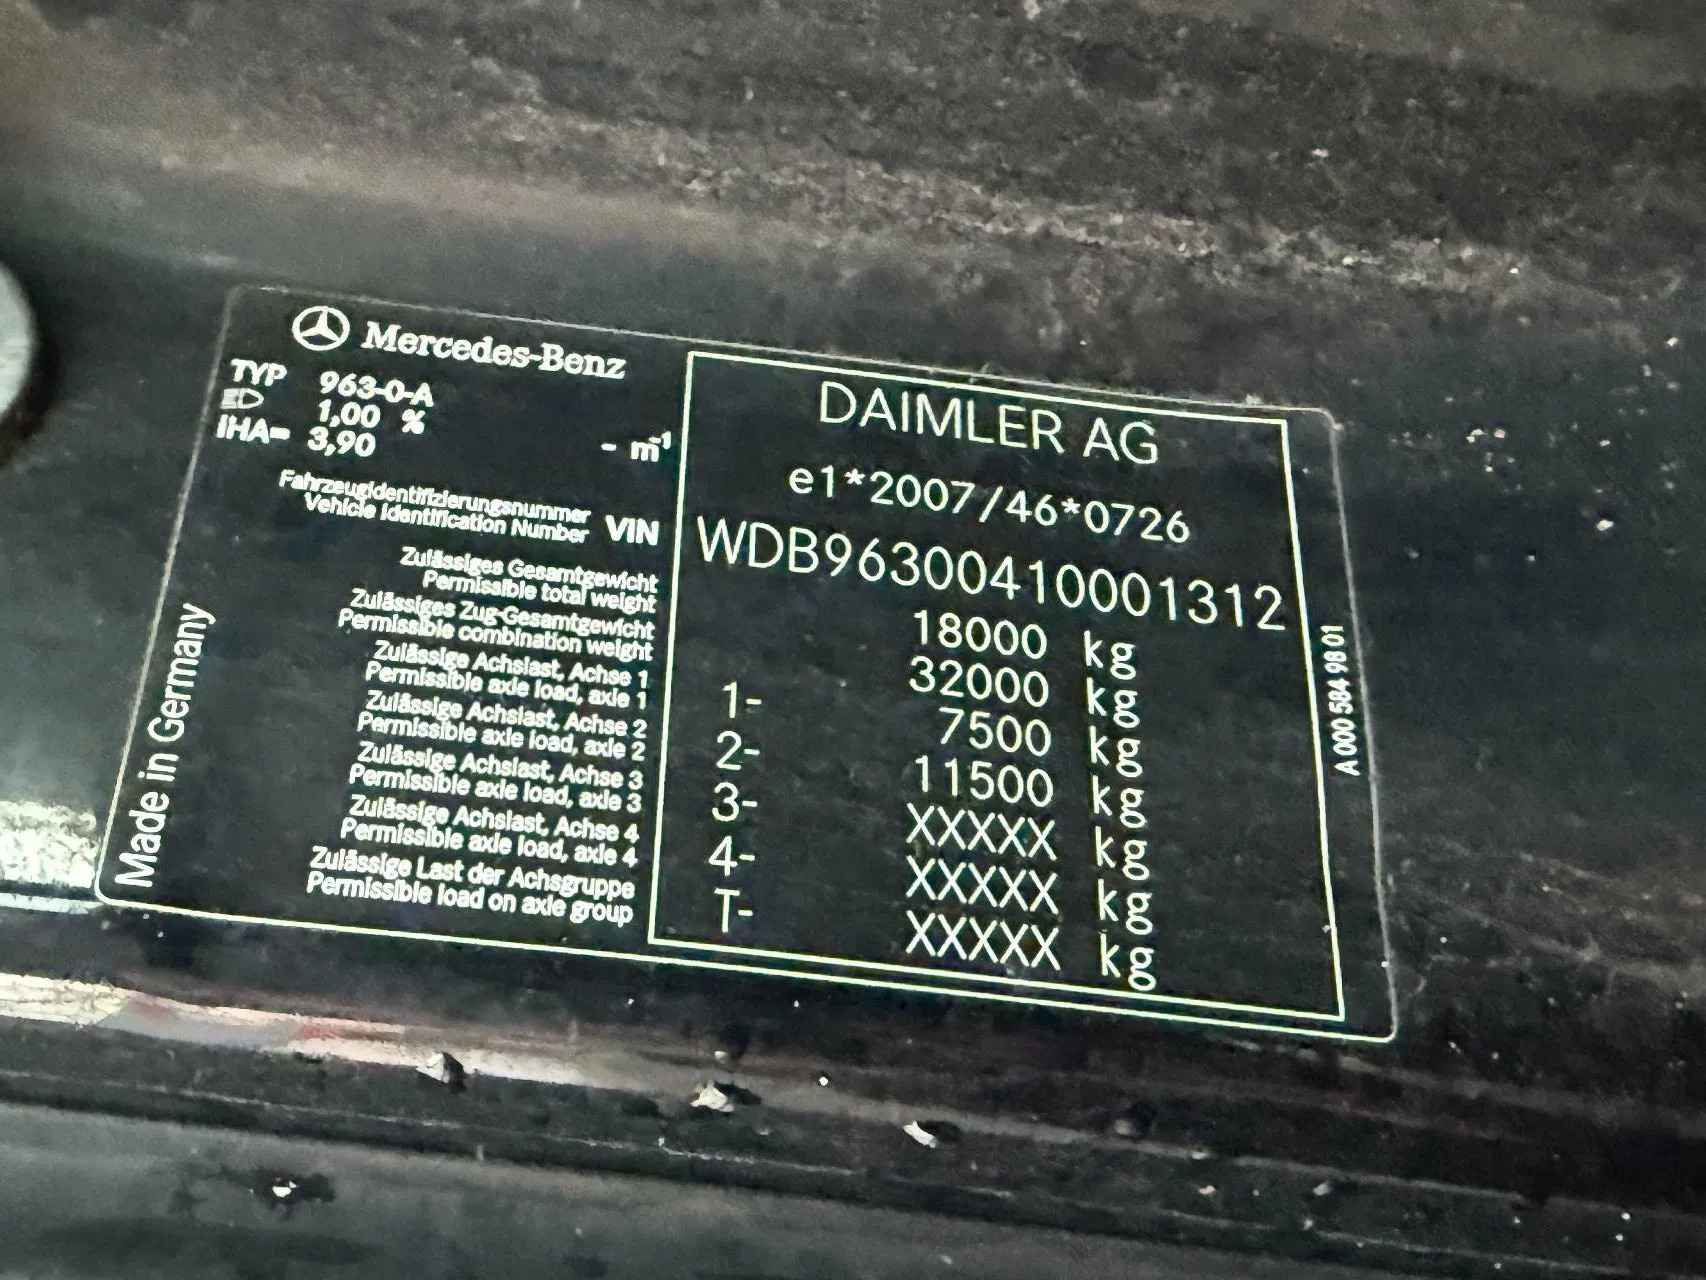 Mercedes-Benz
TYP 963-0-A
1,00 %
IHA= 3,90 - m⁻¹
Fahrzeugidentifizierungsnummer
Vehicle Identification Number VIN
Zulässiges Gesamtgewicht
Permissible total weight
Zulässiges Zug-Gesamtgewicht
Permissible combination weight
Zulässige Achslast, Achse 1
Permissible axle load, axle 1
Zulässige Achslast, Achse 2
Permissible axle load, axle 2
Zulässige Achslast, Achse 3
Permissible axle load, axle 3
Zulässige Achslast, Achse 4
Permissible axle load, axle 4
Zulässige Last der Achsgruppe
Permissible load on axle group
Made in Germany
DAIMLER AG
e1*2007/46*0726
WDB96300410001312
18000 kg
32000 kg
1- 7500 kg
2- 11500 kg
3- XXXXX kg
4- XXXXX kg
T- XXXXX kg
A 000 584 98 01